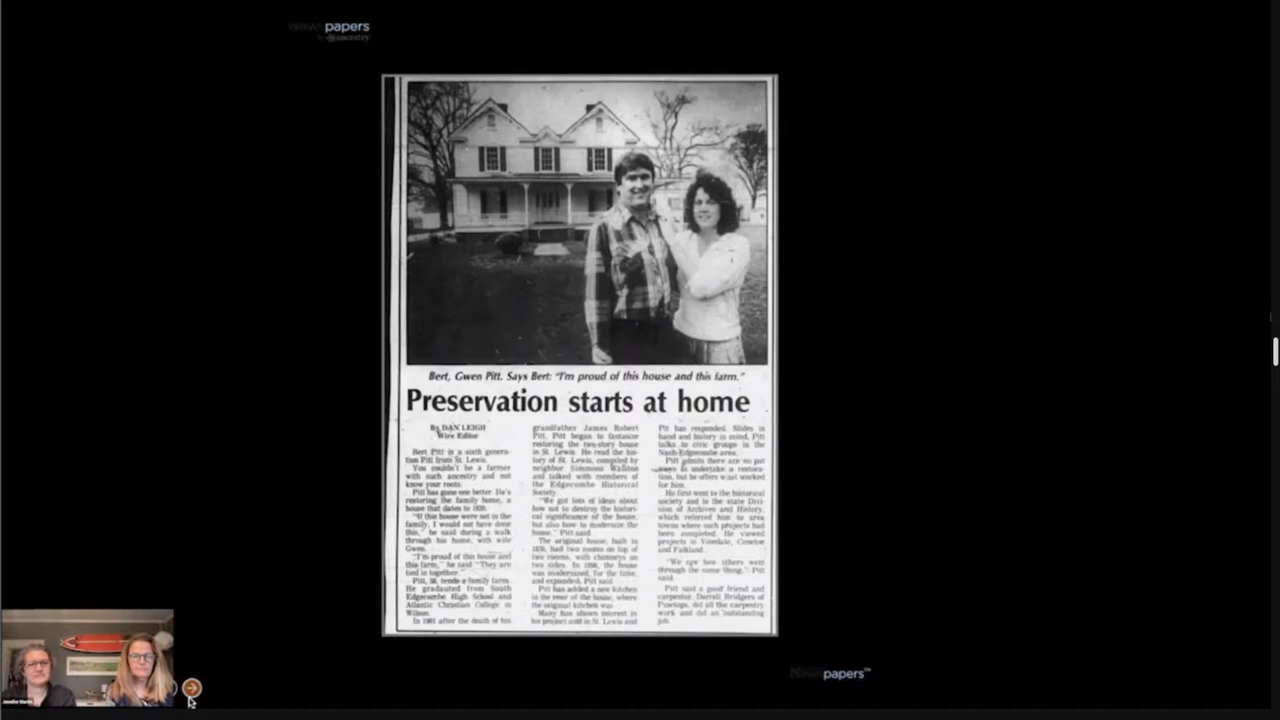 papers
by ancestry
Bert, Gwen Pitt. Says Bert: "I'm proud of this house and this farm."
Preservation starts at home
By DAN LEIGH
Wire Editor
Bert Pitt is a sixth genera-
tion Pitt from St. Lewis.
You couldn't be a farmer
with such ancestry and not
know your roots.
Pitt has gone one better. He's
restoring the family home, a
house that dates to
"If this house were not in the
family, I would not have done
this," he said during a walk
through his home, with wife
Gwen.
"I'm proud of this house and
this farm," he said "They are
tied in together."
Pitt, tends a family farm.
He graduated from South
Edgecombe High School and
Atlantic Christian College in
Wilson.
In 1981 after the death of his
grandfather James Robert
Pitt, Pitt began to fantasize
restoring the two-story house
in St. Lewis. He read the his-
tory of St. Lewis, compiled by
neighbor Simmons
and talked with members of
the Edgecombe Historical
Society.
"We got lots of ideas about
how not to destroy the histori-
cal significance of the house,
but also how to modernize the
house," Pitt said.
The original house, built in
had two rooms on top of
two rooms, with chimneys on
two sides. In the house
was modernized, for the time,
and expanded, Pitt said.
Pitt has added a new kitchen
in the rear of the house, where
the original kitchen was
Many has shown interest in
his project and in St. Lewis and
Pitt has responded. Slides in
hand and history in mind, Pitt
talks to civic groups in the
Nash-Edgecombe area.
Pitt admits there are no pat
ways to undertake a restora-
tion, but he offers what worked
for him.
He first went to the historical
society and to the state Divi-
sion of Archives and History,
which referred him to area
towns where such projects had
been completed. He viewed
projects in Conetoe
and Falkland.
"We saw how others went
through the same thing," Pitt
said.
Pitt said a good friend and
carpenter, Darrell Bridgers of
Pinetops, did all the carpentry
work and did an outstanding
job.
papers™